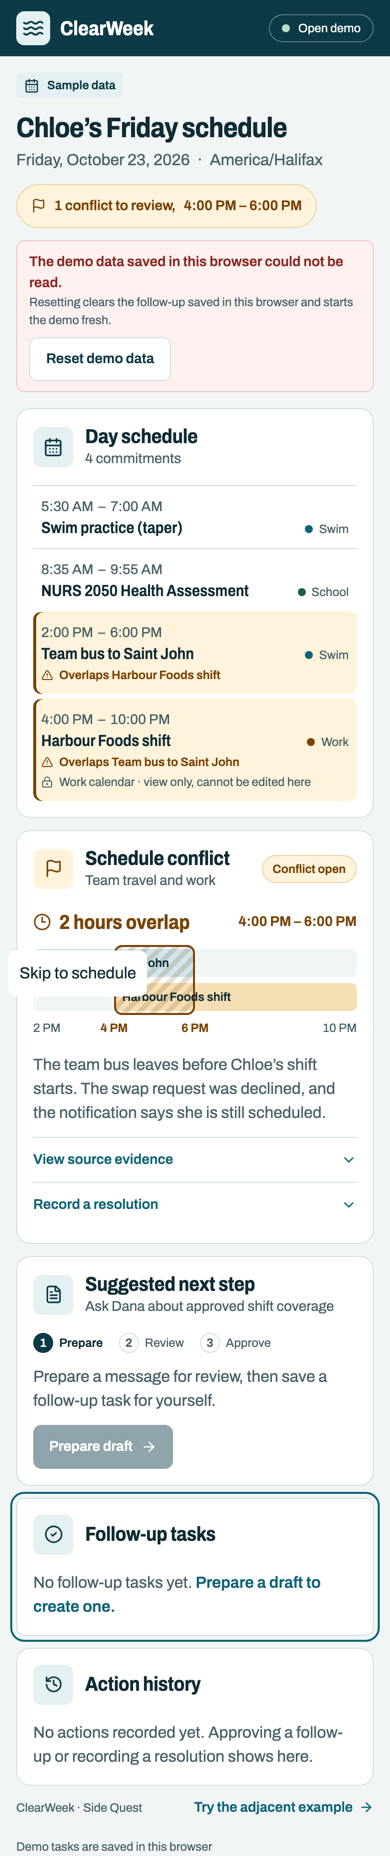 ClearWeek
Open demo
Sample data
Chloe’s Friday schedule
Friday, October 23, 2026 · America/Halifax
1 conflict to review, 4:00 PM – 6:00 PM
The demo data saved in this browser could not be
read.
Resetting clears the follow-up saved in this browser and starts
the demo fresh.
Reset demo data
Day schedule
4 commitments
5:30 AM – 7:00 AM
Swim practice (taper)
Swim
8:35 AM – 9:55 AM
NURS 2050 Health Assessment
School
2:00 PM – 6:00 PM
Team bus to Saint John
Swim
Overlaps Harbour Foods shift
4:00 PM – 10:00 PM
Harbour Foods shift
Work
Overlaps Team bus to Saint John
Work calendar · view only, cannot be edited here
Schedule conflict
Team travel and work
Conflict open
2 hours overlap
4:00 PM – 6:00 PM
ohn
Skip to schedule
Harbour Foods shift
2 PM 4 PM 6 PM 10 PM
The team bus leaves before Chloe’s shift
starts. The swap request was declined, and
the notification says she is still scheduled.
View source evidence
Record a resolution
Suggested next step
Ask Dana about approved shift coverage
1 Prepare 2 Review 3 Approve
Prepare a message for review, then save a
follow-up task for yourself.
Prepare draft
Follow-up tasks
No follow-up tasks yet. Prepare a draft to
create one.
Action history
No actions recorded yet. Approving a follow-
up or recording a resolution shows here.
ClearWeek · Side Quest
Try the adjacent example
Demo tasks are saved in this browser